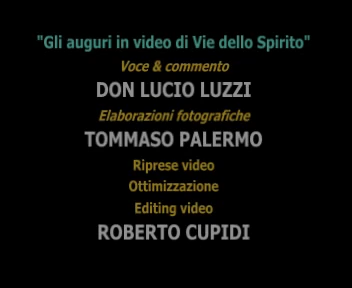 "Gli auguri in video di Vie dello Spirito"
Voce & commento
DON LUCIO LUZZI
Elaborazioni fotografiche
TOMMASO PALERMO
Riprese video
Ottimizzazione
Editing video
ROBERTO CUPIDI